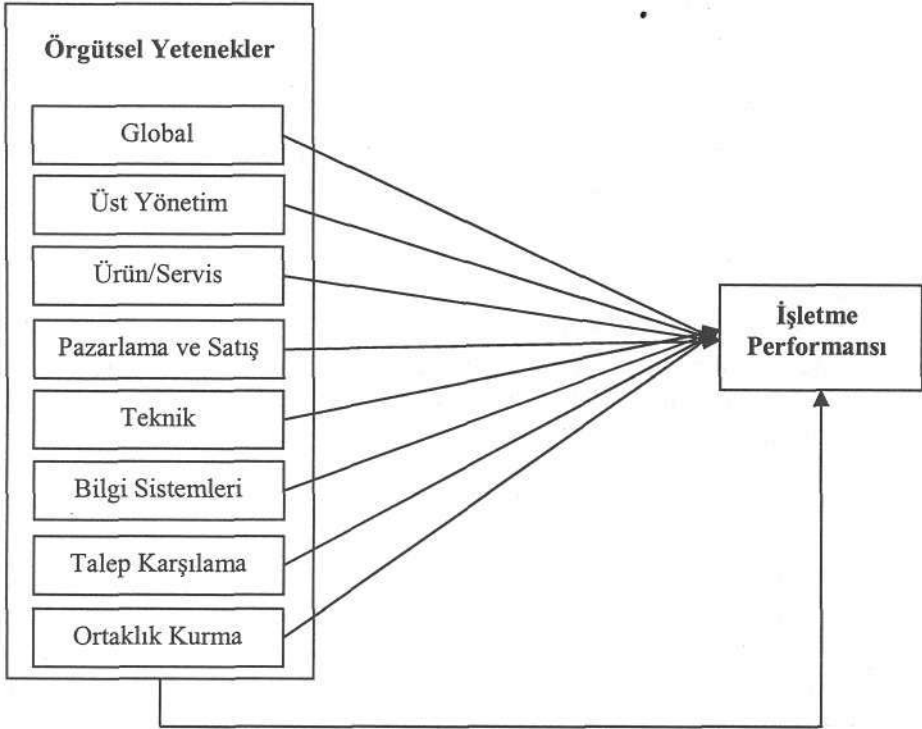 Örgütsel Yetenekler
Global
Üst Yönetim
Ürün/Servis
Pazarlama ve Satış
Teknik
Bilgi Sistemleri
Talep Karşılama
Ortaklık Kurma
İşletme
Performansı